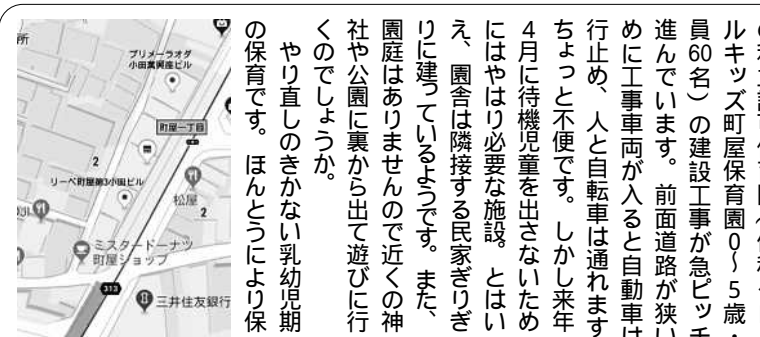 ルキッズ町屋保育園0〜5歳・
員60名）の建設工事が急ピッチ
進んでいます。前面道路が狭い
めに工事車両が入ると自動車は
行止め、人と自転車は通れます
ちょっと不便です。しかし来年
4月に待機児童を出さないため
にはやはり必要な施設。とはい
え、園舎は隣接する民家ぎりぎ
りに建っているようです。また、
園庭はありませんので近くの神
社や公園に裏から出て遊びに行
くのでしょうか。
やり直しのきかない乳幼児期
の保育です。ほんとうにより保
所
プリメーラオダ
小田萬興産ビル
町屋一丁目
2
リーベ町屋第3小園ビル
松屋
2
ミスタードーナツ
町屋ショップ
313
三井住友銀行